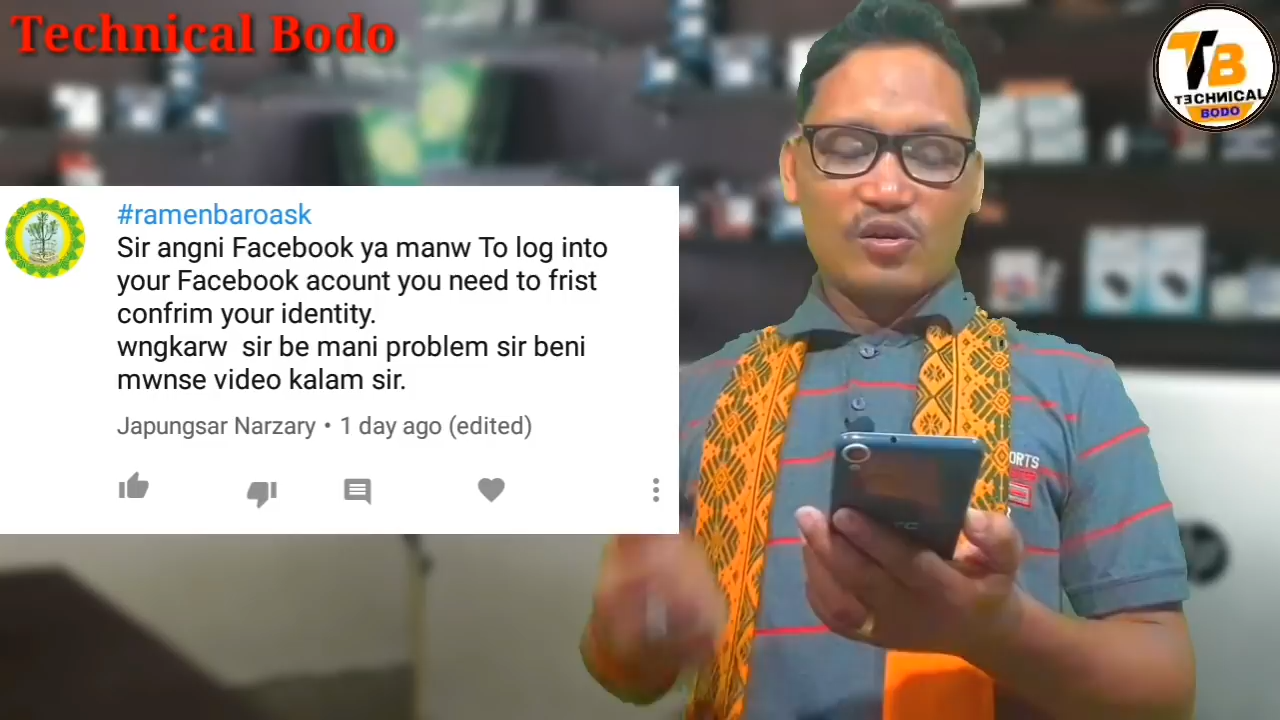 Technical Bodo
TB
TECHNICAL
BODO
#ramenbaroask
Sir angni Facebook ya manw To log into
your Facebook acount you need to frist
confrim your identity.
wngkarw sir be mani problem sir beni
mwnse video kalam sir.
Japungsar Narzary • 1 day ago (edited)
ORTS